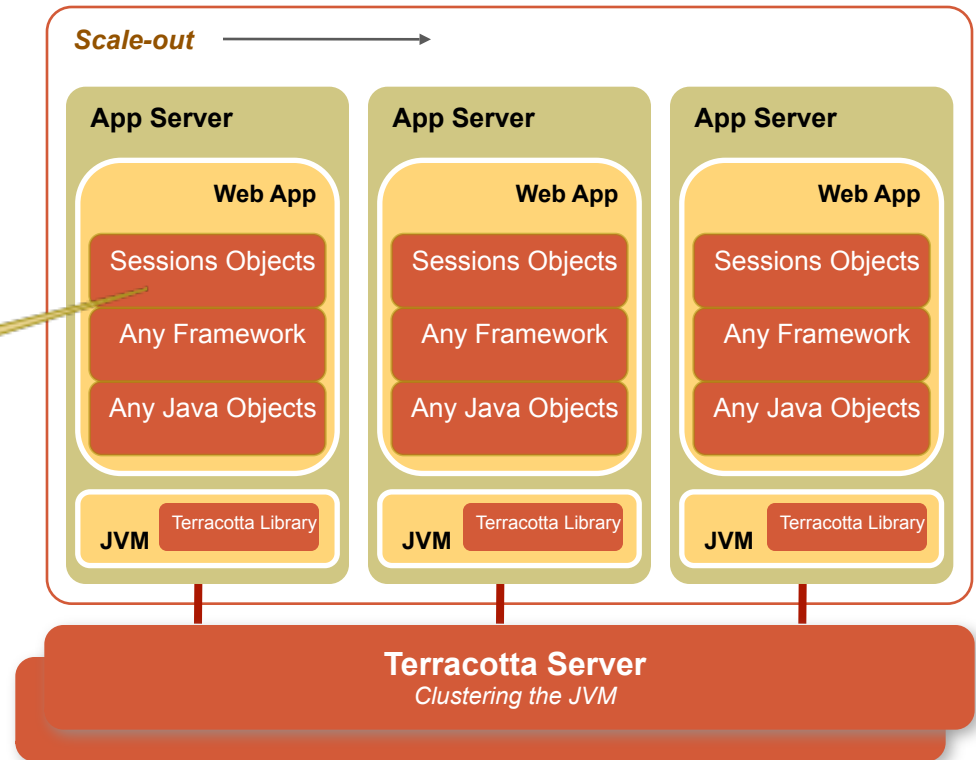 Scale-out
App Server
Web App
Sessions Objects
Any Framework
Any Java Objects
JVM
Terracotta Library
App Server
Web App
Sessions Objects
Any Framework
Any Java Objects
JVM
Terracotta Library
App Server
Web App
Sessions Objects
Any Framework
Any Java Objects
JVM
Terracotta Library
Terracotta Server
Clustering the JVM